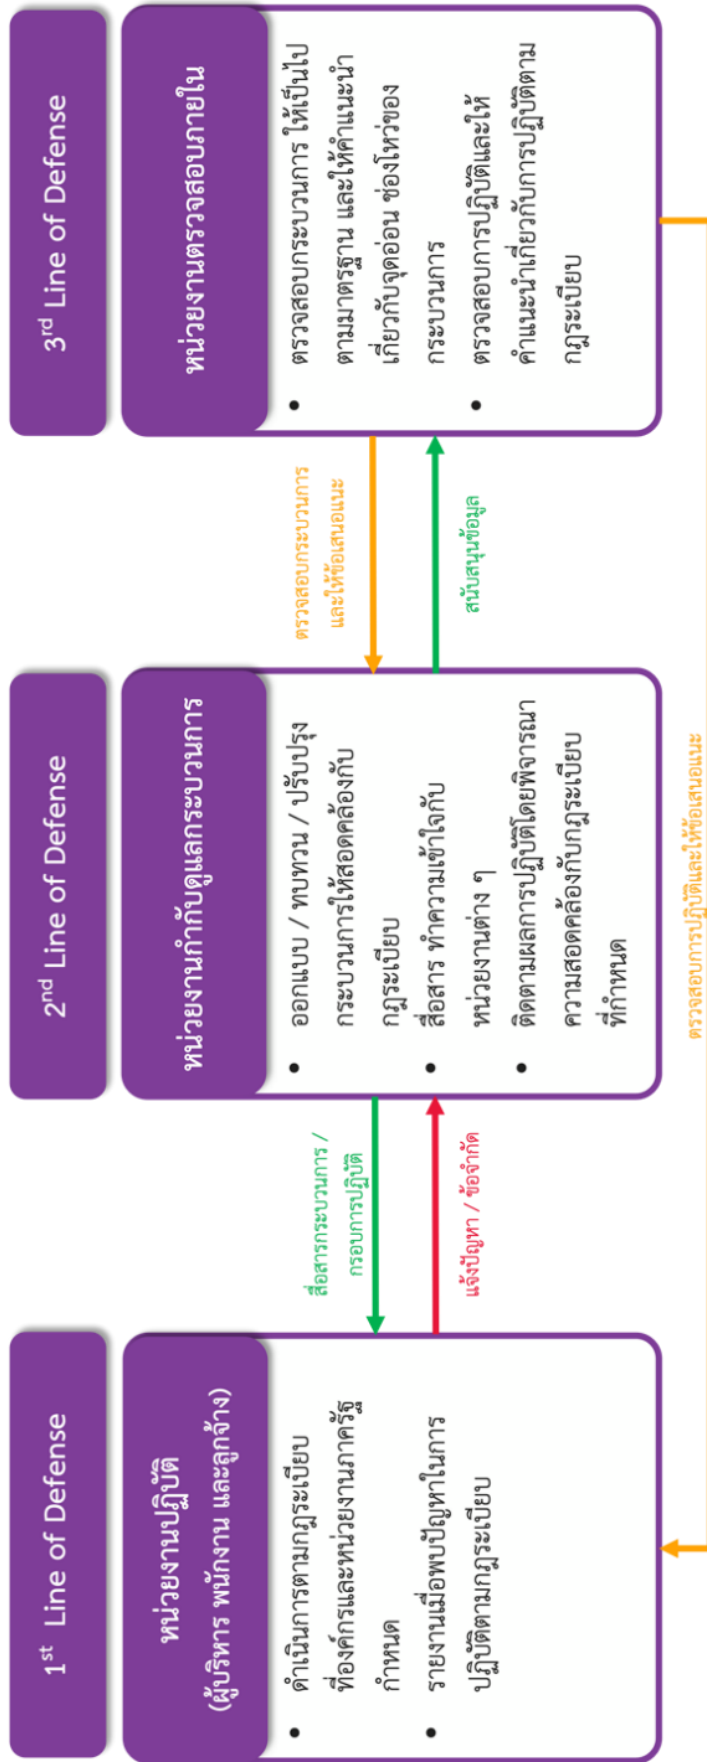 1st Line of Defense
หน่วยงานปฏิบัติ
(ผู้บริหาร พนักงาน และลูกจ้าง)
• ดำเนินการตามกฎระเบียบ
ที่องค์กรและหน่วยงานภาครัฐ
กำหนด
• รายงานเมื่อพบปัญหาในการ
ปฏิบัติตามกฎระเบียบ
สื่อสารกระบวนการ /
กรอบการปฏิบัติ
แจ้งปัญหา / ข้อจำกัด
2nd Line of Defense
หน่วยงานกำกับดูแลกระบวนการ
• ออกแบบ / ทบทวน / ปรับปรุง
กระบวนการให้สอดคล้องกับ
กฎระเบียบ
• สื่อสาร ทำความเข้าใจกับ
หน่วยงานต่าง ๆ
• ติดตามผลการปฏิบัติโดยพิจารณา
ความสอดคล้องกับกฎระเบียบ
ที่กำหนด
ตรวจสอบกระบวนการ
และให้ข้อเสนอแนะ
สนับสนุนข้อมูล
3rd Line of Defense
หน่วยงานตรวจสอบภายใน
• ตรวจสอบกระบวนการ ให้เป็นไป
ตามมาตรฐาน และให้คำแนะนำ
เกี่ยวกับจุดอ่อน ช่องโหว่ของ
กระบวนการ
• ตรวจสอบการปฏิบัติและให้
คำแนะนำเกี่ยวกับการปฏิบัติตาม
กฎระเบียบ
ตรวจสอบการปฏิบัติและให้ข้อเสนอแนะ